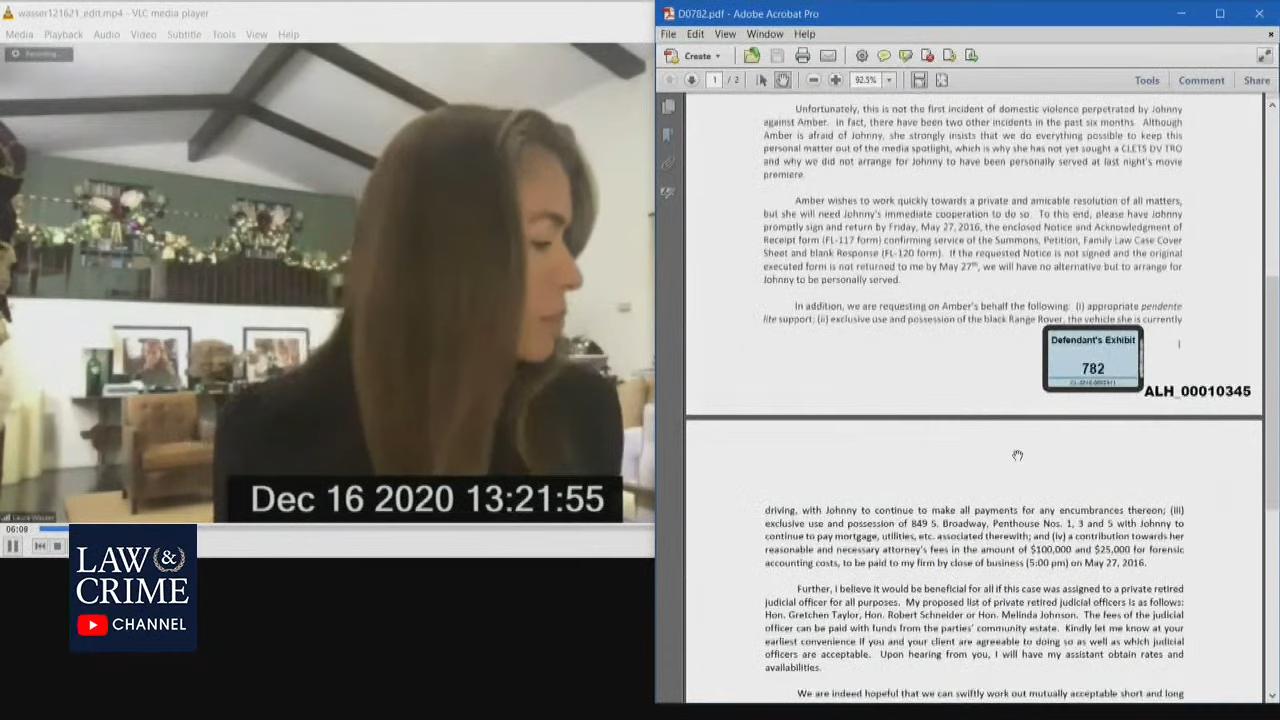 wasser121621_edit.mp4 - VLC media player
Media Playback Audio Video Subtitle Tools View Help
Recording...
Dec 16 2020 13:21:55
Laura Wasser
06:08
LAW &
CRIME
CHANNEL
D0782.pdf - Adobe Acrobat Pro
File Edit View Window Help
Create
1 / 2 92.5% Tools Comment Share
Unfortunately, this is not the first incident of domestic violence perpetrated by Johnny
against Amber. In fact, there have been two other incidents in the past six months. Although
Amber is afraid of Johnny, she strongly insists that we do everything possible to keep this
personal matter out of the media spotlight, which is why she has not yet sought a CLETS DV TRO
and why we did not arrange for Johnny to have been personally served at last night's movie
premiere.
Amber wishes to work quickly towards a private and amicable resolution of all matters,
but she will need Johnny's immediate cooperation to do so. To this end, please have Johnny
promptly sign and return by Friday, May 27, 2016, the enclosed Notice and Acknowledgment of
Receipt form (FL-117 form) confirming service of the Summons, Petition, Family Law Case Cover
Sheet and blank Response (FL-120 form). If the requested Notice is not signed and the original
executed form is not returned to me by May 27th, we will have no alternative but to arrange for
Johnny to be personally served.
In addition, we are requesting on Amber's behalf the following: (i) appropriate pendente
lite support; (ii) exclusive use and possession of the black Range Rover, the vehicle she is currently
Defendant's Exhibit
782
ALH_00010345
driving, with Johnny to continue to make all payments for any encumbrances thereon; (iii)
exclusive use and possession of 849 S. Broadway, Penthouse Nos. 1, 3 and 5 with Johnny to
continue to pay mortgage, utilities, etc. associated therewith; and (iv) a contribution towards her
reasonable and necessary attorney's fees in the amount of $100,000 and $25,000 for forensic
accounting costs, to be paid to my firm by close of business (5:00 pm) on May 27, 2016.
Further, I believe it would be beneficial for all if this case was assigned to a private retired
judicial officer for all purposes. My proposed list of private retired judicial officers is as follows:
Hon. Gretchen Taylor, Hon. Robert Schneider or Hon. Melinda Johnson. The fees of the judicial
officer can be paid with funds from the parties' community estate. Kindly let me know at your
earliest convenience if you and your client are agreeable to doing so as well as which judicial
officers are acceptable. Upon hearing from you, I will have my assistant obtain rates and
availabilities.
We are indeed hopeful that we can swiftly work out mutually acceptable short and long